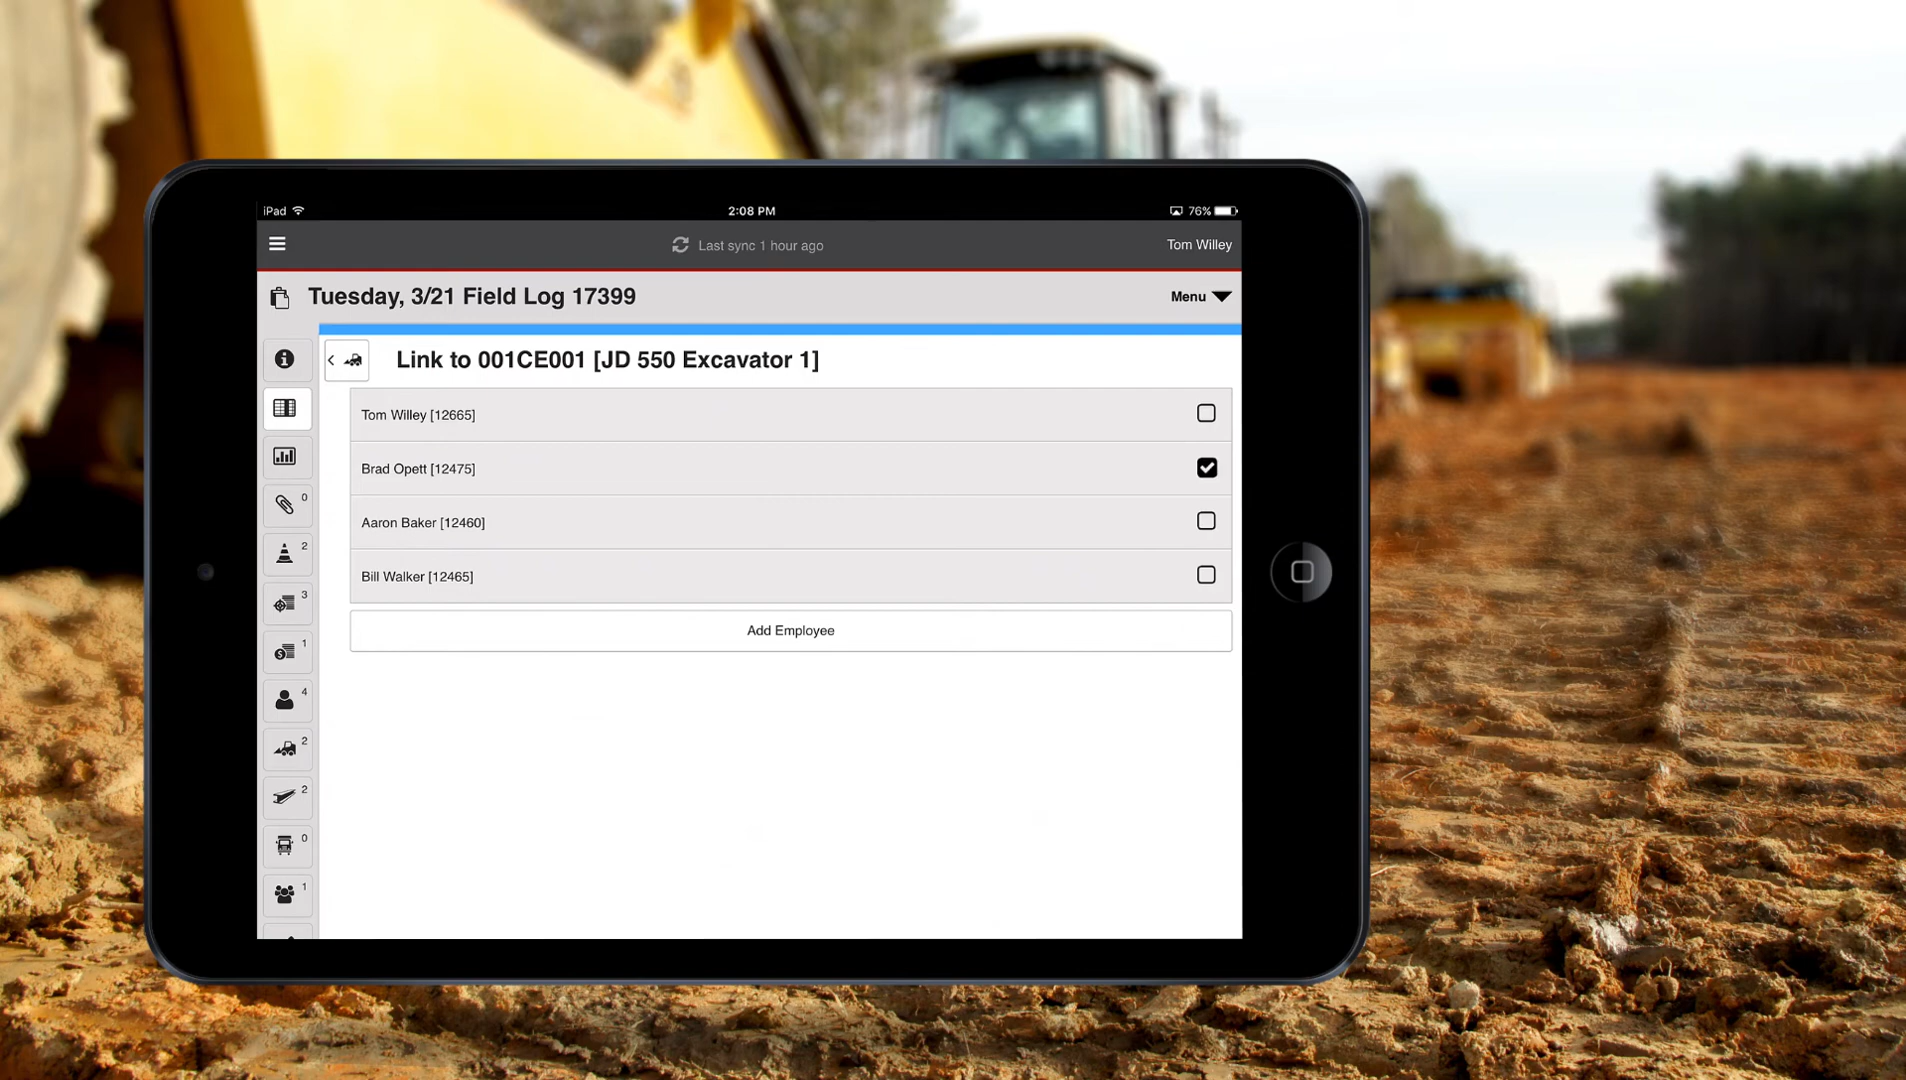 iPad 2:08 PM 76%
Last sync 1 hour ago Tom Willey
Tuesday, 3/21 Field Log 17399 Menu
Link to 001CE001 [JD 550 Excavator 1]
Tom Willey [12665]
Brad Opett [12475]
Aaron Baker [12460]
Bill Walker [12465]
Add Employee
0
2
3
1
4
2
2
0
1